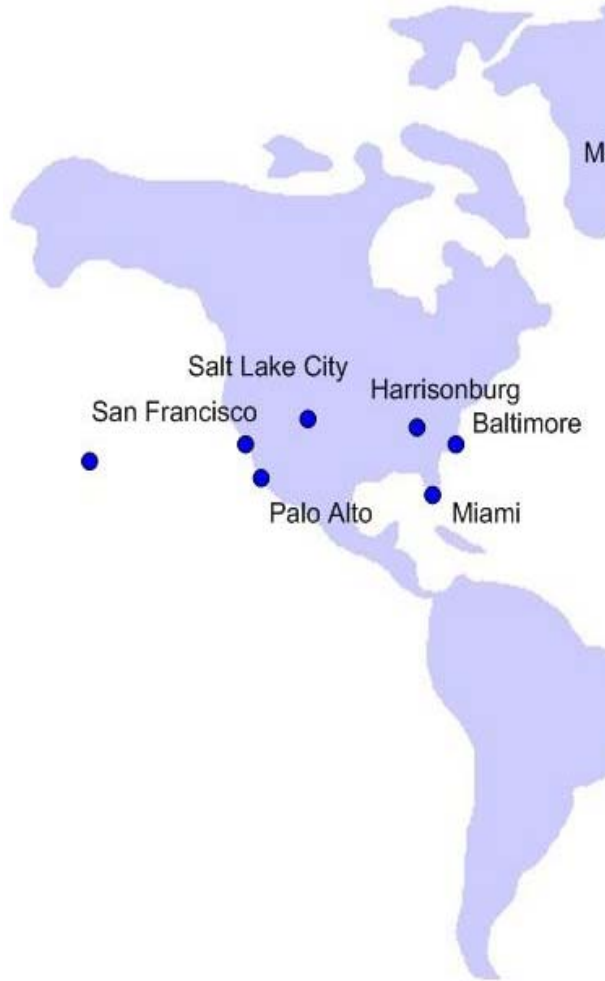 M
Salt Lake City
Harrisonburg
San Francisco
Baltimore
Palo Alto
Miami